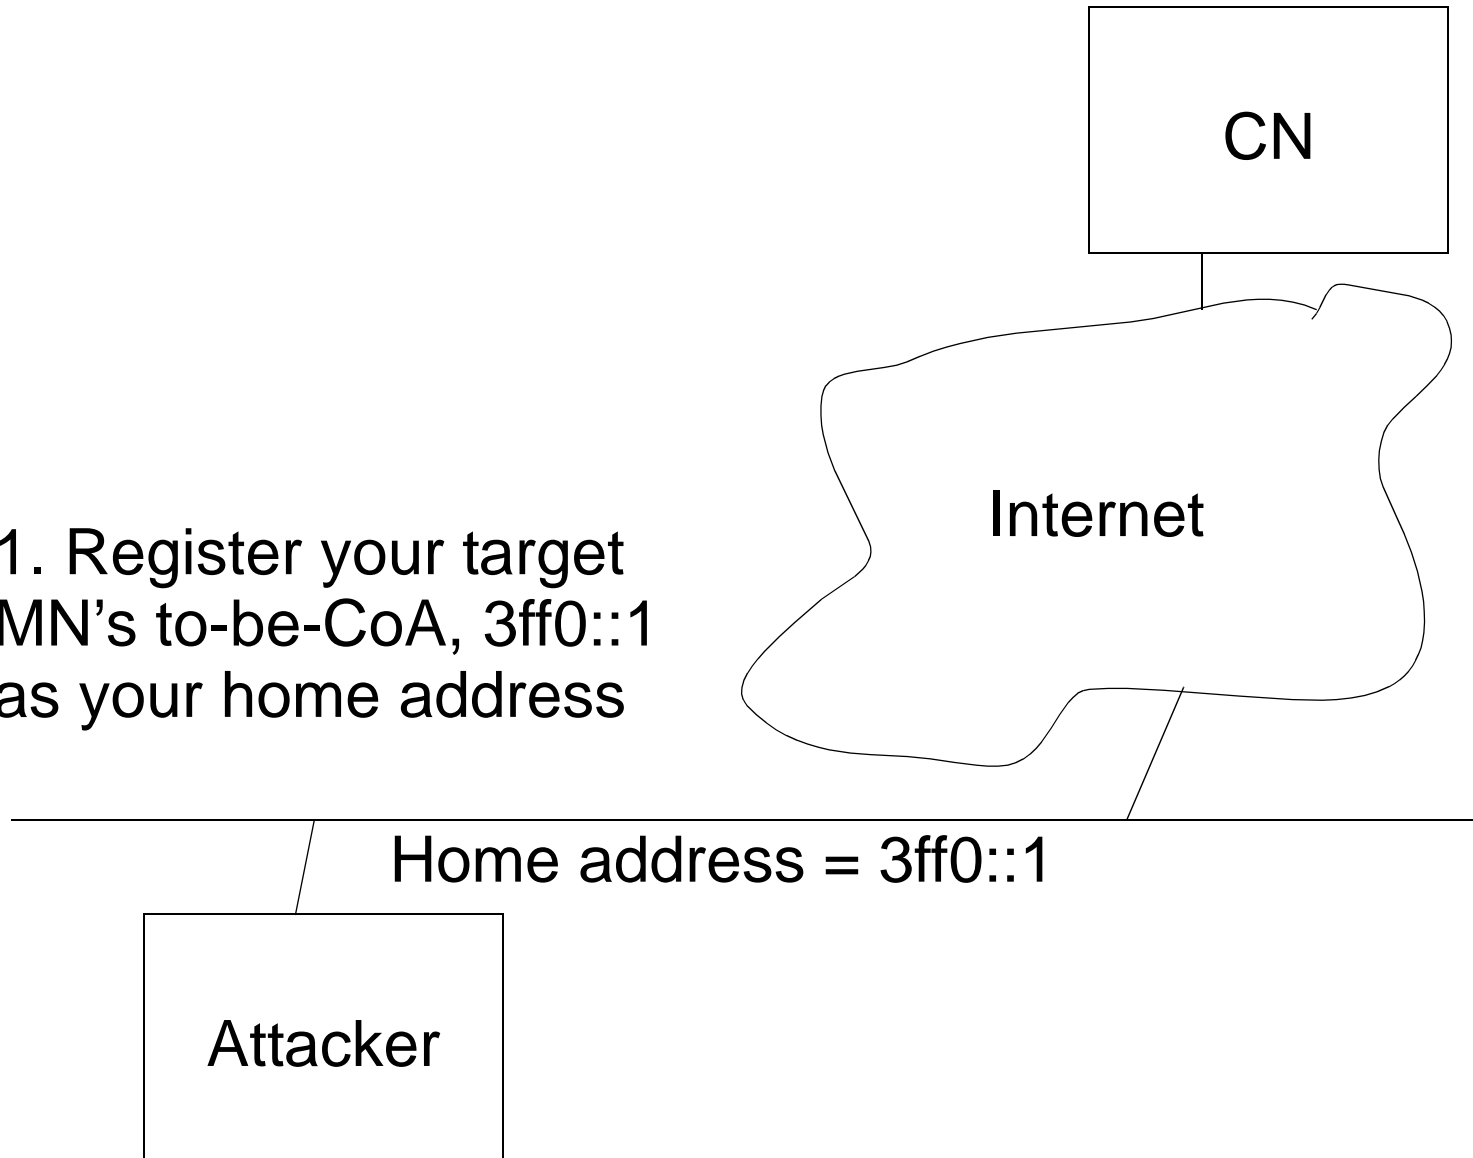 CN
Internet
1. Register your target
MN's to-be-CoA, 3ff0::1
as your home address
Home address = 3ff0::1
Attacker